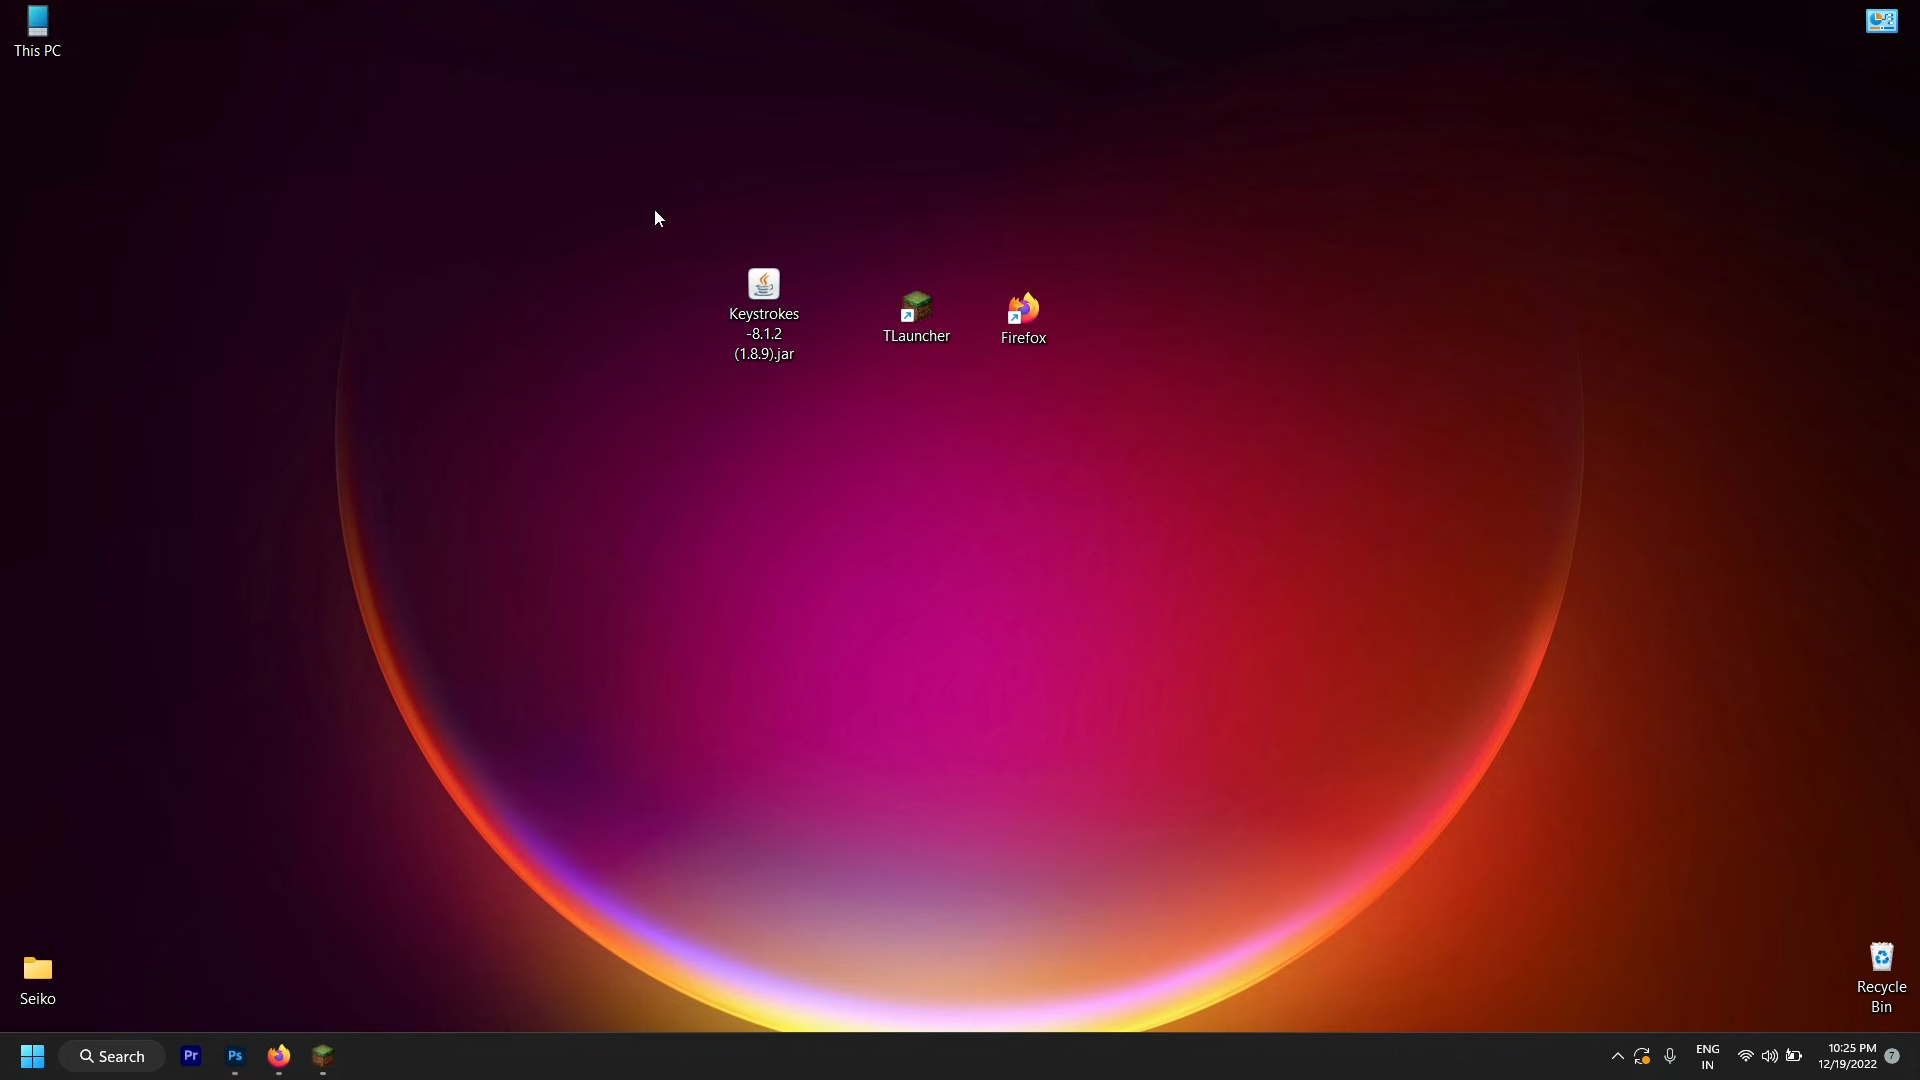 This PC
Keystrokes
-8.1.2
(1.8.9).jar
TLauncher
Firefox
Seiko
Recycle
Bin
Search
Pr
Ps
ENG
IN
10:25 PM
12/19/2022
7